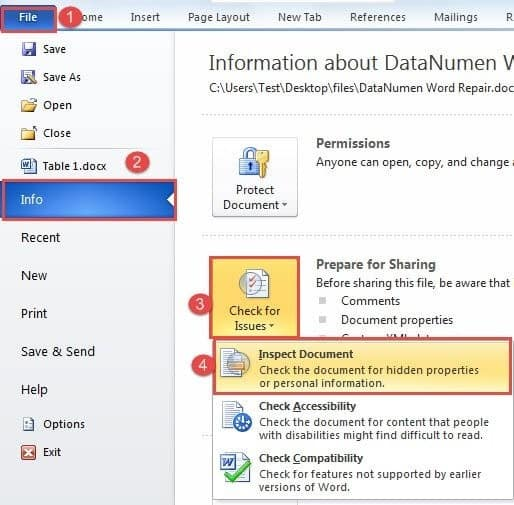 File 1 ome Insert Page Layout New Tab References Mailings R
Save
Save As
Open
Close
Table 1.docx 2
Info
Recent
New
Print
Save & Send
Help
Options
Exit
Information about DataNumen Word Repair
C:\Users\Test\Desktop\files\DataNumen Word Repair.doc
Protect
Document
Permissions
Anyone can open, copy, and change a
3
Check for
Issues
Prepare for Sharing
Before sharing this file, be aware that
Comments
Document properties
4
Inspect Document
Check the document for hidden properties
or personal information.
Check Accessibility
Check the document for content that people
with disabilities might find difficult to read.
Check Compatibility
Check for features not supported by earlier
versions of Word.